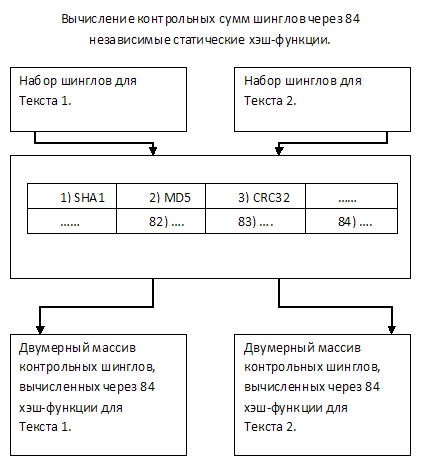 Вычисление контрольных сумм шинглов через 84
независимые статические хэш-функции.
Набор шинглов для
Текста 1.
Набор шинглов для
Текста 2.
1) SHA1 2) MD5 3) CRC32 ......
...... 82) .... 83) .... 84) ....
Двумерный массив
контрольных шинглов,
вычисленных через 84
хэш-функции для
Текста 1.
Двумерный массив
контрольных шинглов,
вычисленных через 84
хэш-функции для
Текста 2.